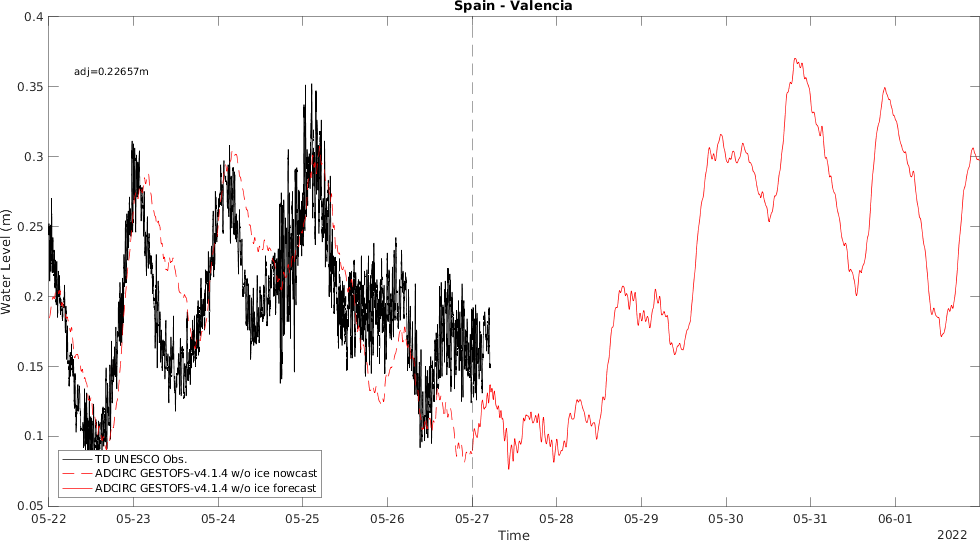 Spain - Valencia
adj=0.22657m
0.4
0.35
0.3
0.25
0.2
0.15
0.1
0.05
Water Level (m)
TD UNESCO Obs.
ADCIRC GESTOFS-v4.1.4 w/o ice nowcast
ADCIRC GESTOFS-v4.1.4 w/o ice forecast
05-22 05-23 05-24 05-25 05-26 05-27 05-28 05-29 05-30 05-31 06-01
Time
2022